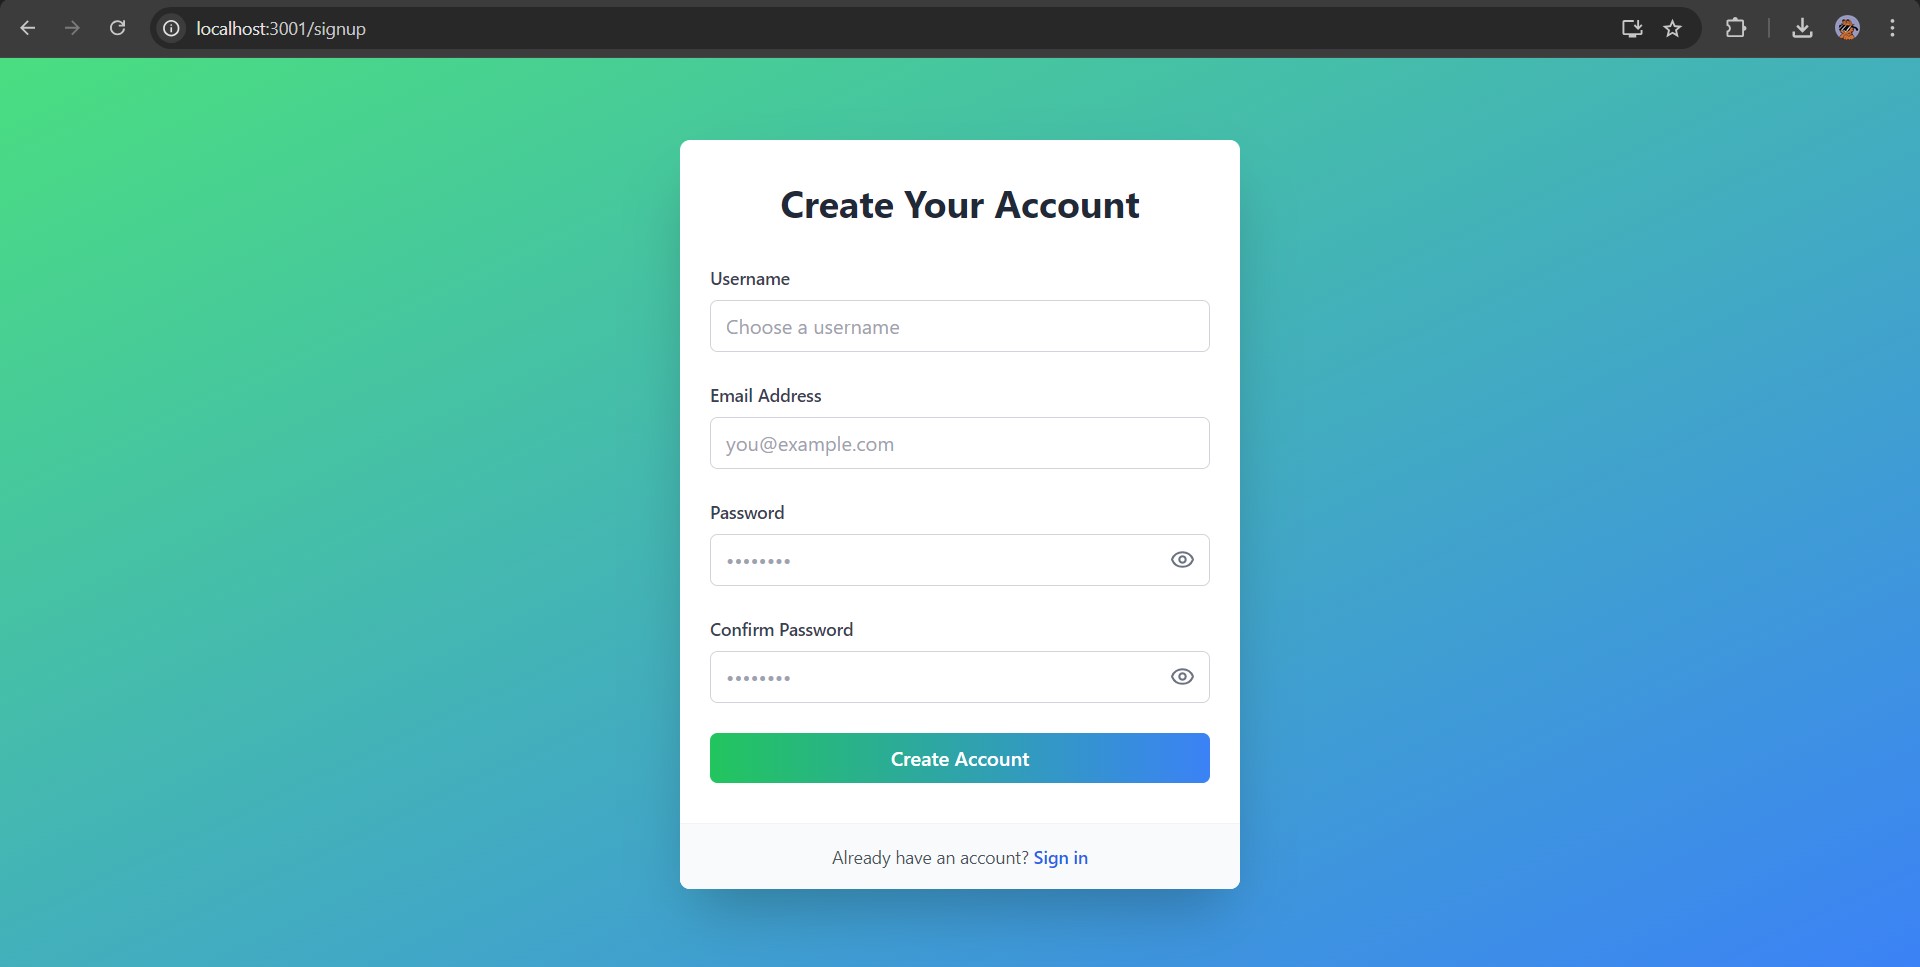 localhost:3001/signup
Create Your Account
Username
Choose a username
Email Address
you@example.com
Password
••••••••
Confirm Password
••••••••
Create Account
Already have an account? Sign in